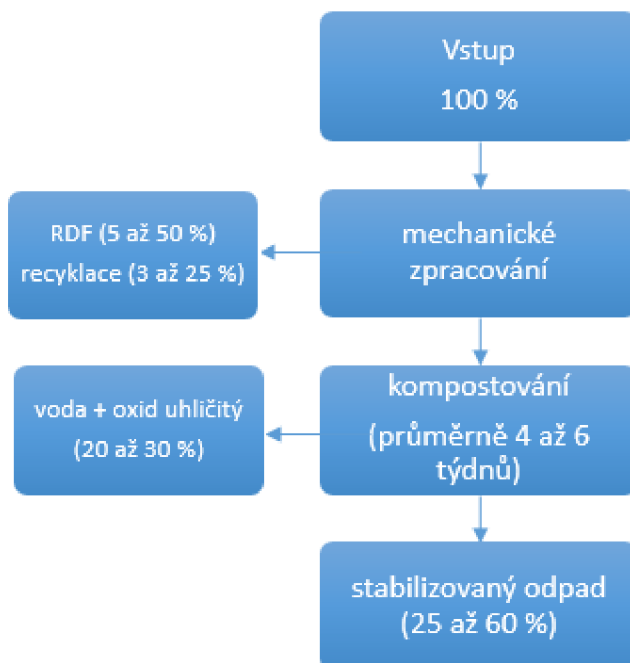 Vstup
100 %
mechanické
zpracování
RDF (5 až 50 %)
recyklace (3 až 25 %)
kompostování
(průměrně 4 až 6
týdnů)
voda + oxid uhličitý
(20 až 30 %)
stabilizovaný odpad
(25 až 60 %)